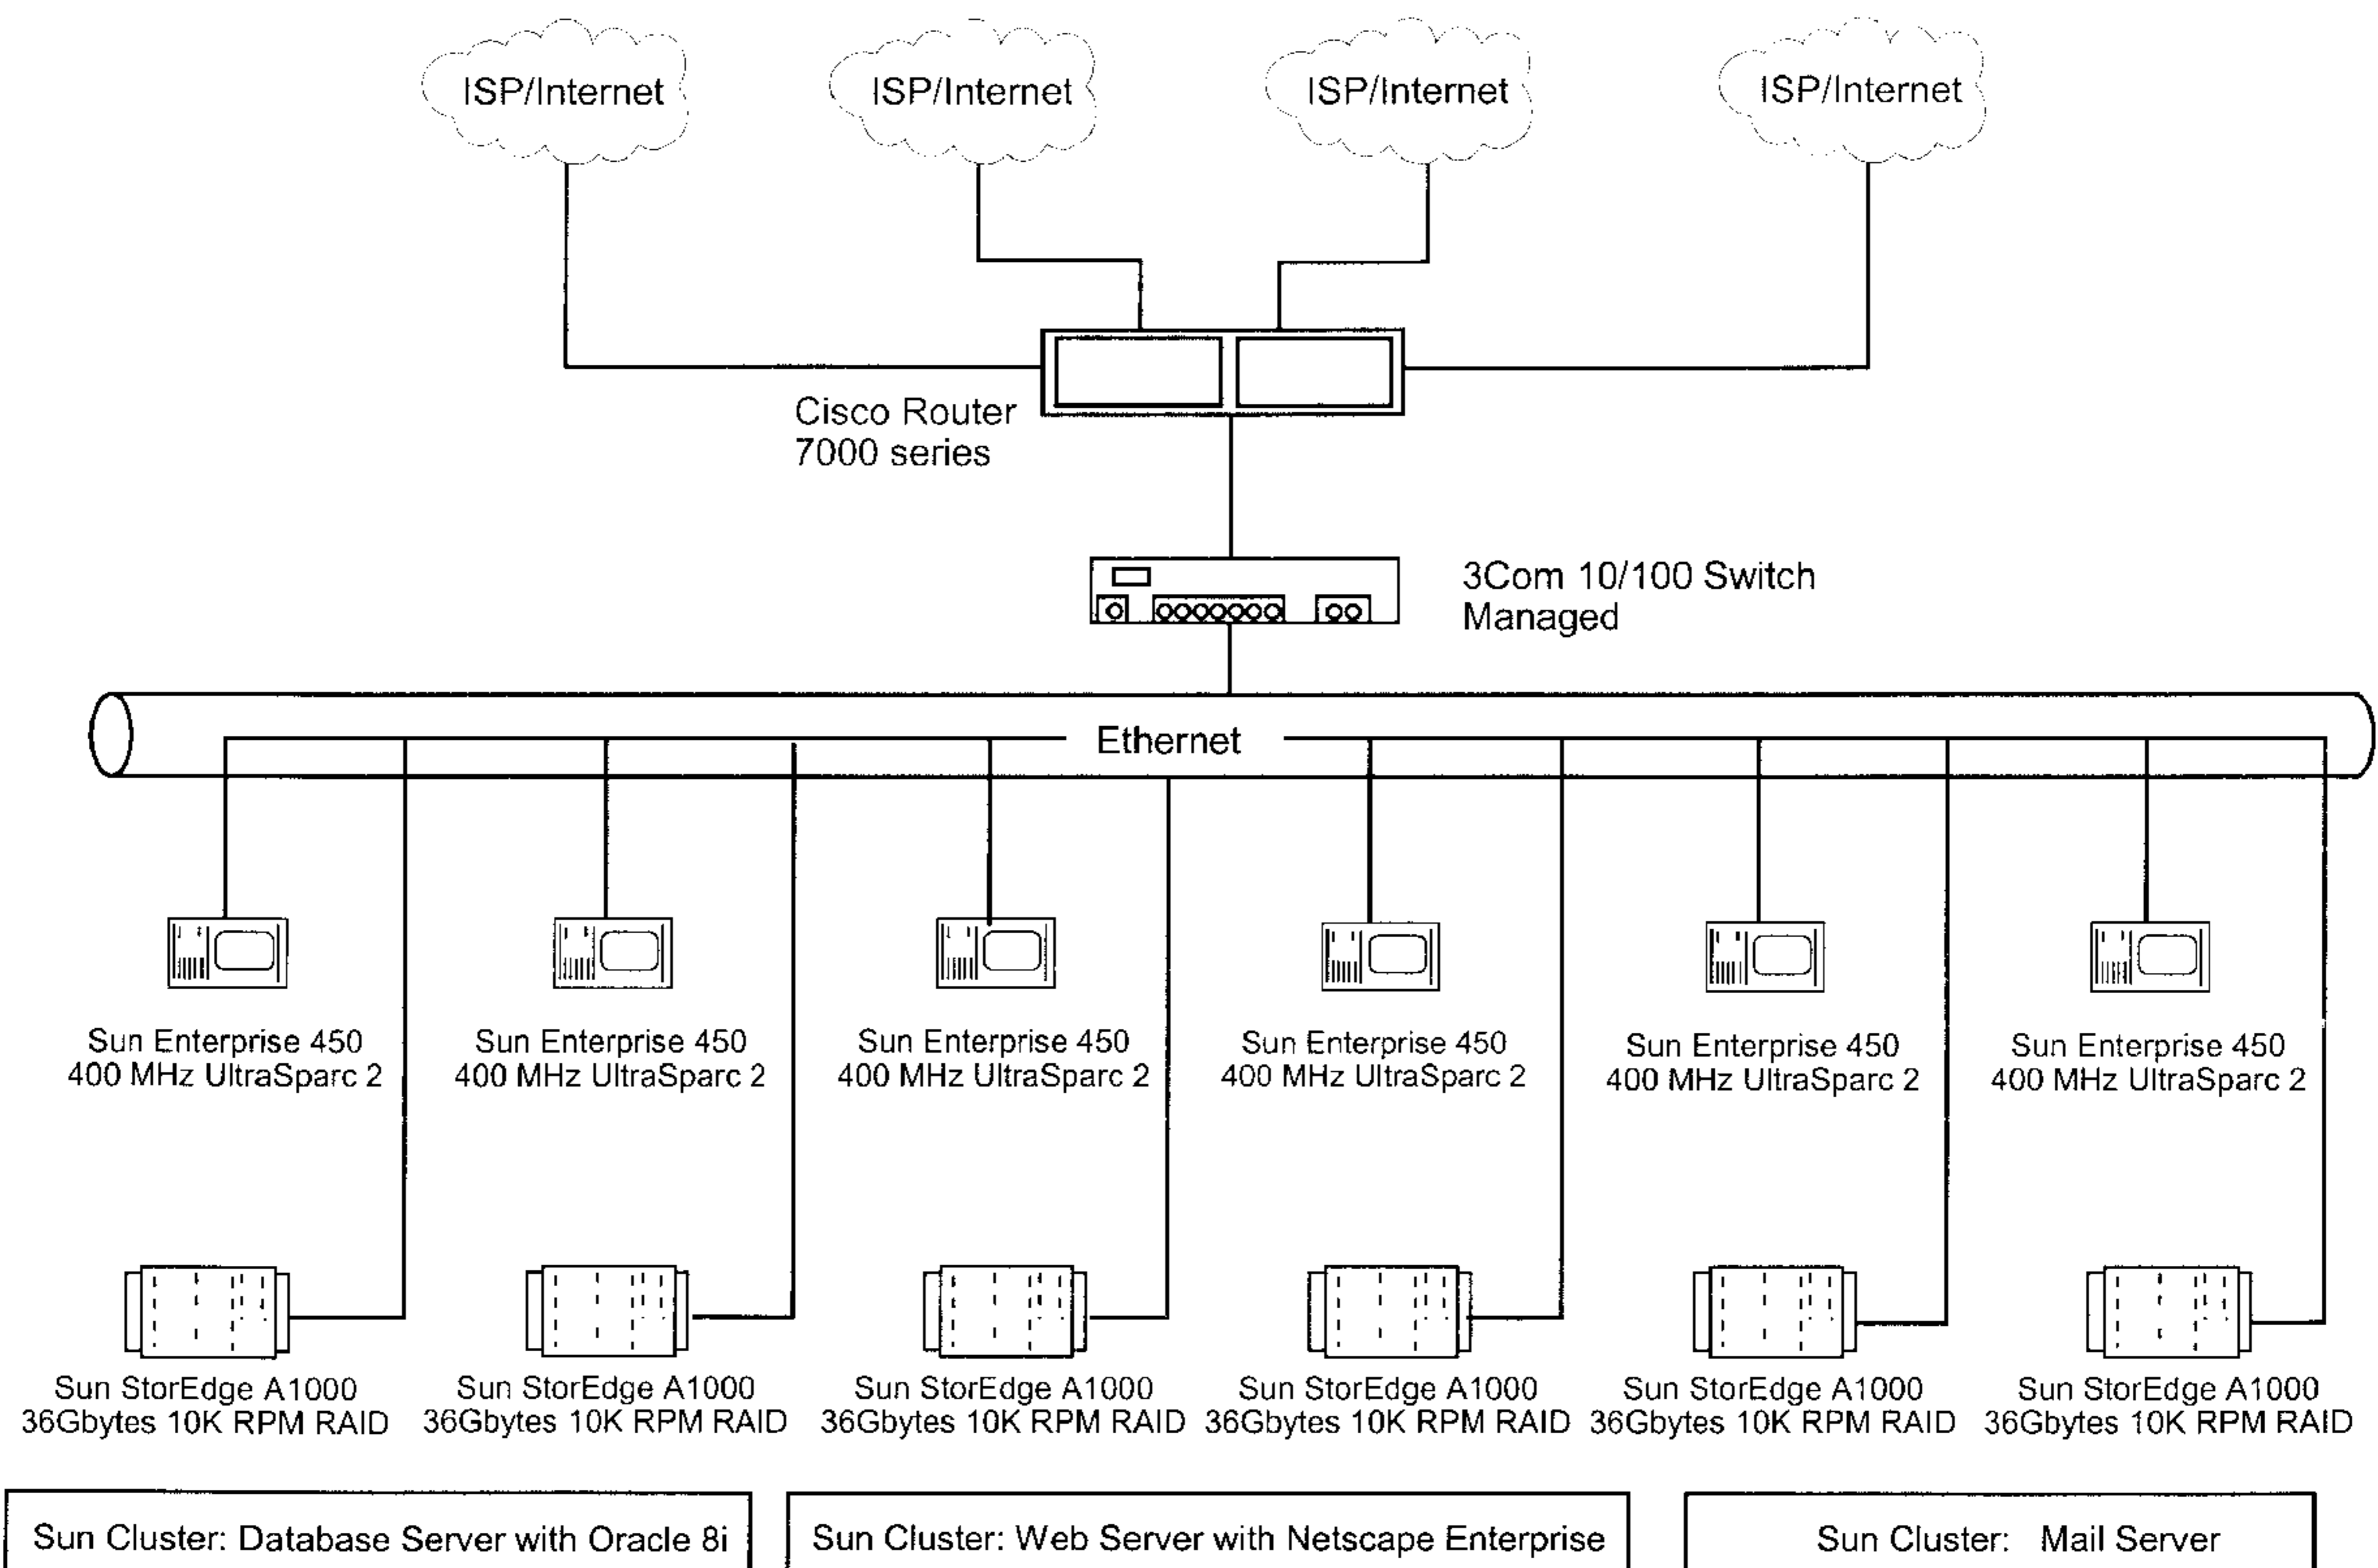 ISP/Internet
ISP/Internet
ISP/Internet
ISP/Internet
Cisco Router
7000 series
3Com 10/100 Switch
Managed
Ethernet
Sun Enterprise 450
400 MHz UltraSparc 2
Sun Enterprise 450
400 MHz UltraSparc 2
Sun Enterprise 450
400 MHz UltraSparc 2
Sun Enterprise 450
400 MHz UltraSparc 2
Sun Enterprise 450
400 MHz UltraSparc 2
Sun Enterprise 450
400 MHz UltraSparc 2
Sun StorEdge A1000
36Gbytes 10K RPM RAID
Sun StorEdge A1000
36Gbytes 10K RPM RAID
Sun StorEdge A1000
36Gbytes 10K RPM RAID
Sun StorEdge A1000
36Gbytes 10K RPM RAID
Sun StorEdge A1000
36Gbytes 10K RPM RAID
Sun StorEdge A1000
36Gbytes 10K RPM RAID
Sun Cluster: Database Server with Oracle 8i
Sun Cluster: Web Server with Netscape Enterprise
Sun Cluster: Mail Server